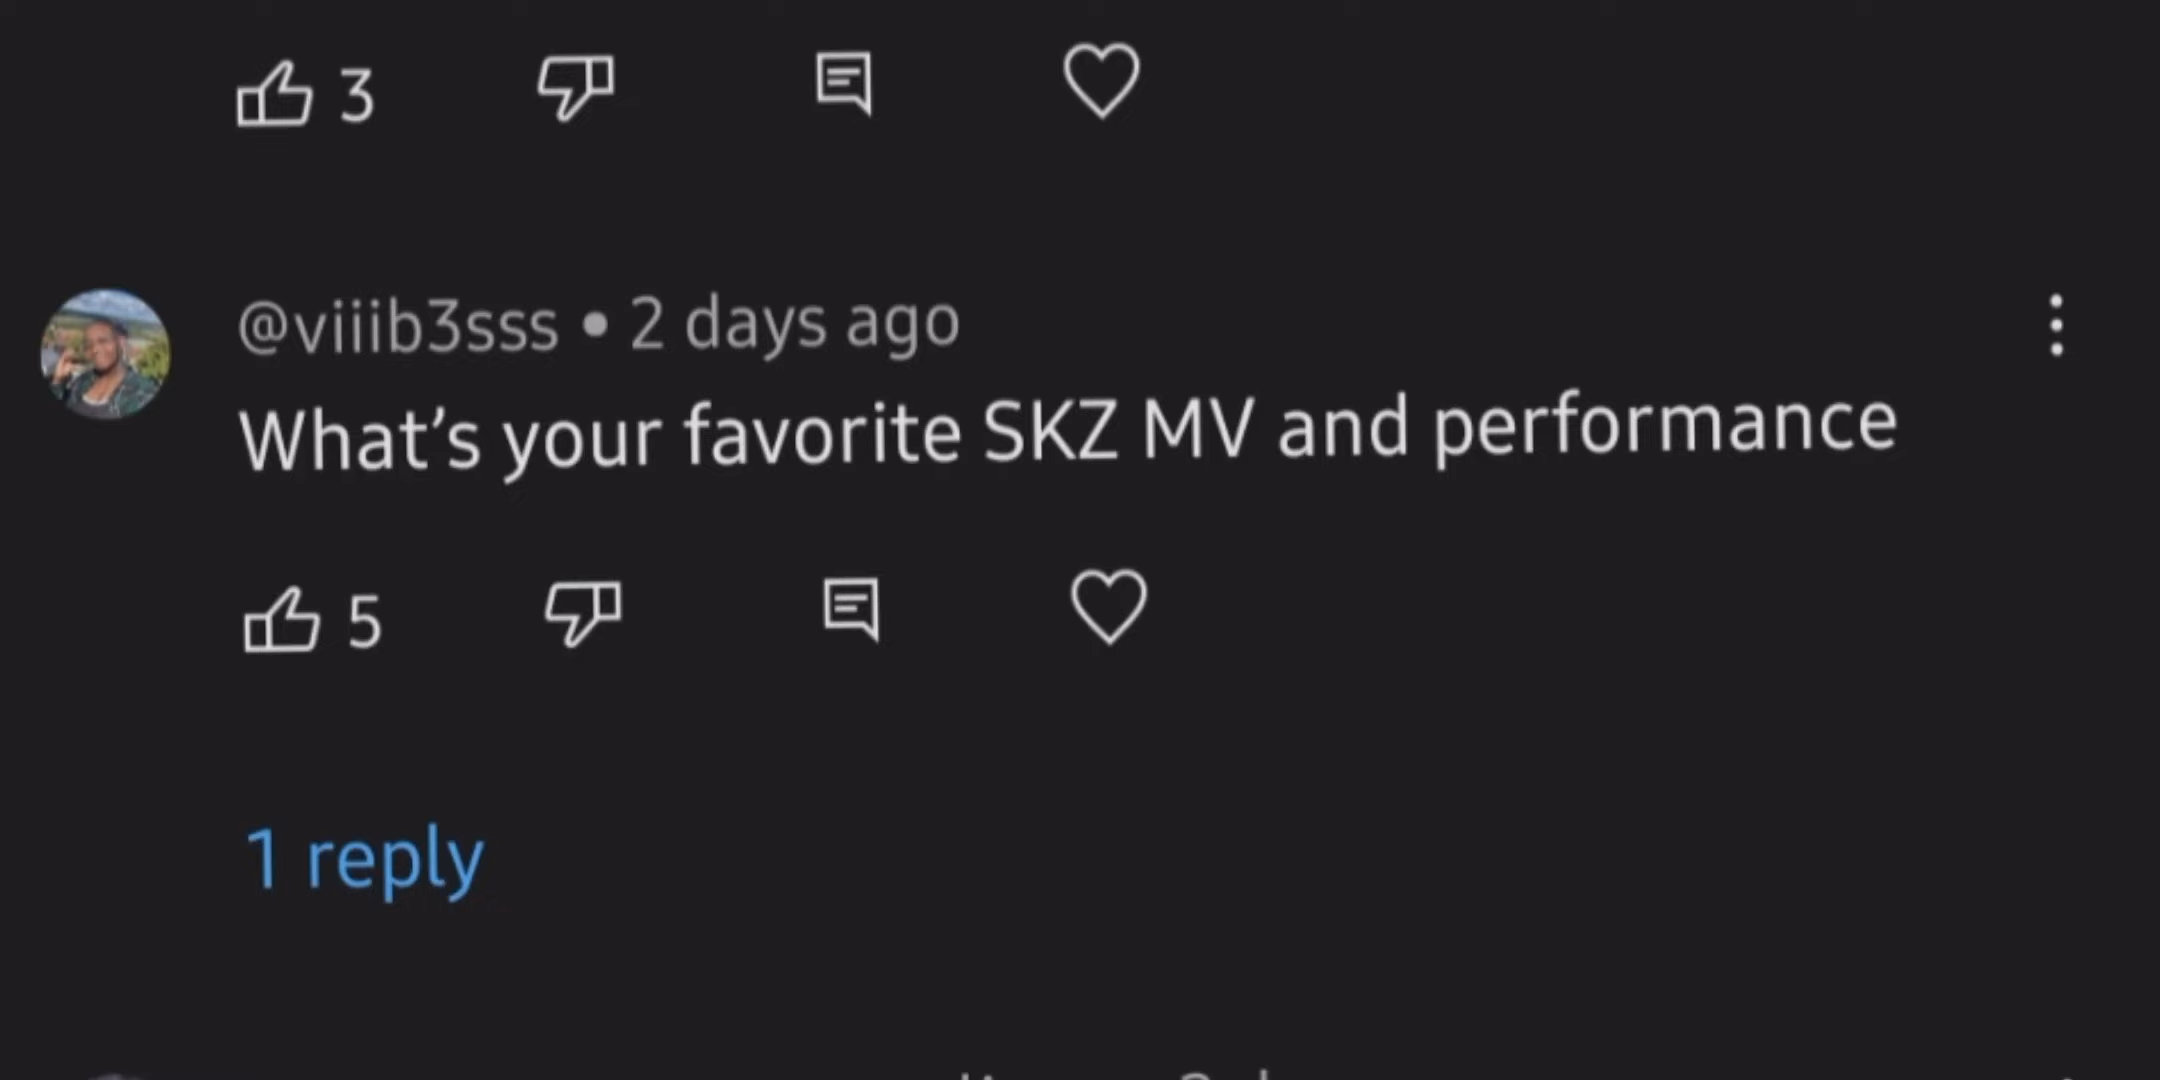 3
@viiib3sss • 2 days ago
What's your favorite SKZ MV and performance
5
1 reply